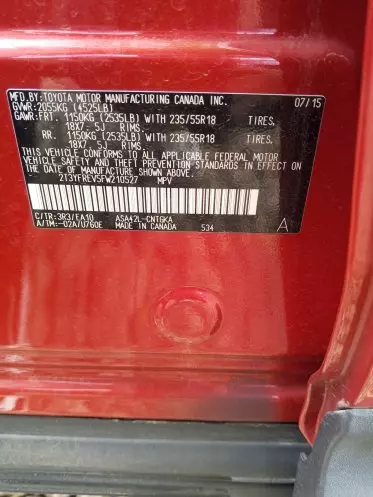 MFD.BY:TOYOTA MOTOR MANUFACTURING CANADA INC. 07/15
GVWR:2055KG (4525LB)
GAWR:FRT. 1150KG (2535LB) WITH 235/55R18 TIRES.
18X7 . 5J RIMS.
RR. 1150KG (2535LB) WITH 235/55R18 TIRES.
18X7 . 5J RIMS.
THIS VEHICLE CONFORMS TO ALL APPLICABLE FEDERAL MOTOR
VEHICLE SAFETY, BUMPER, AND THEFT PREVENTION STANDARDS IN EFFECT
ON THE DATE OF MANUFACTURE SHOWN ABOVE.
2T3YFREV5FW210527 MPV
C/TR:3R3/EA10 ASA42L-CNTGKA A
A/TM:-02A/U760E MADE IN CANADA 534